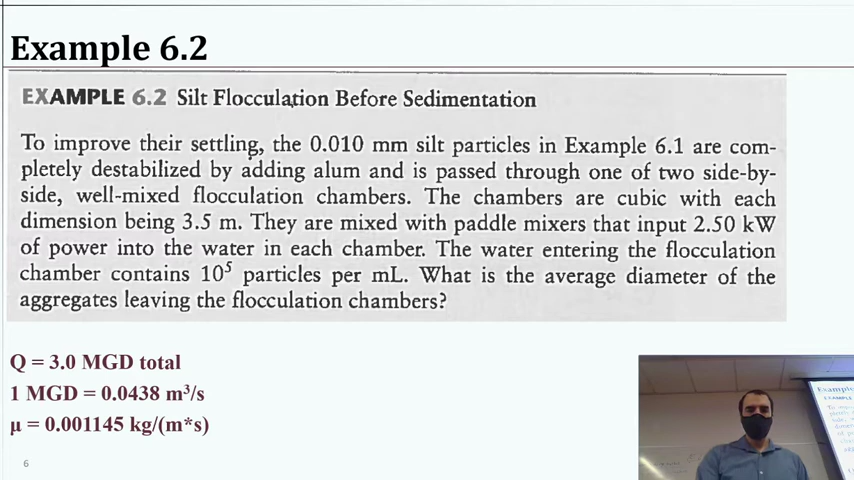 Example 6.2
EXAMPLE 6.2 Silt Flocculation Before Sedimentation
To improve their settling, the 0.010 mm silt particles in Example 6.1 are com-
pletely destabilized by adding alum and is passed through one of two side-by-
side, well-mixed flocculation chambers. The chambers are cubic with each
dimension being 3.5 m. They are mixed with paddle mixers that input 2.50 kW
of power into the water in each chamber. The water entering the flocculation
chamber contains 10⁵ particles per mL. What is the average diameter of the
aggregates leaving the flocculation chambers?
Q = 3.0 MGD total
1 MGD = 0.0438 m³/s
μ = 0.001145 kg/(m*s)
6
Example
EXAMPLE